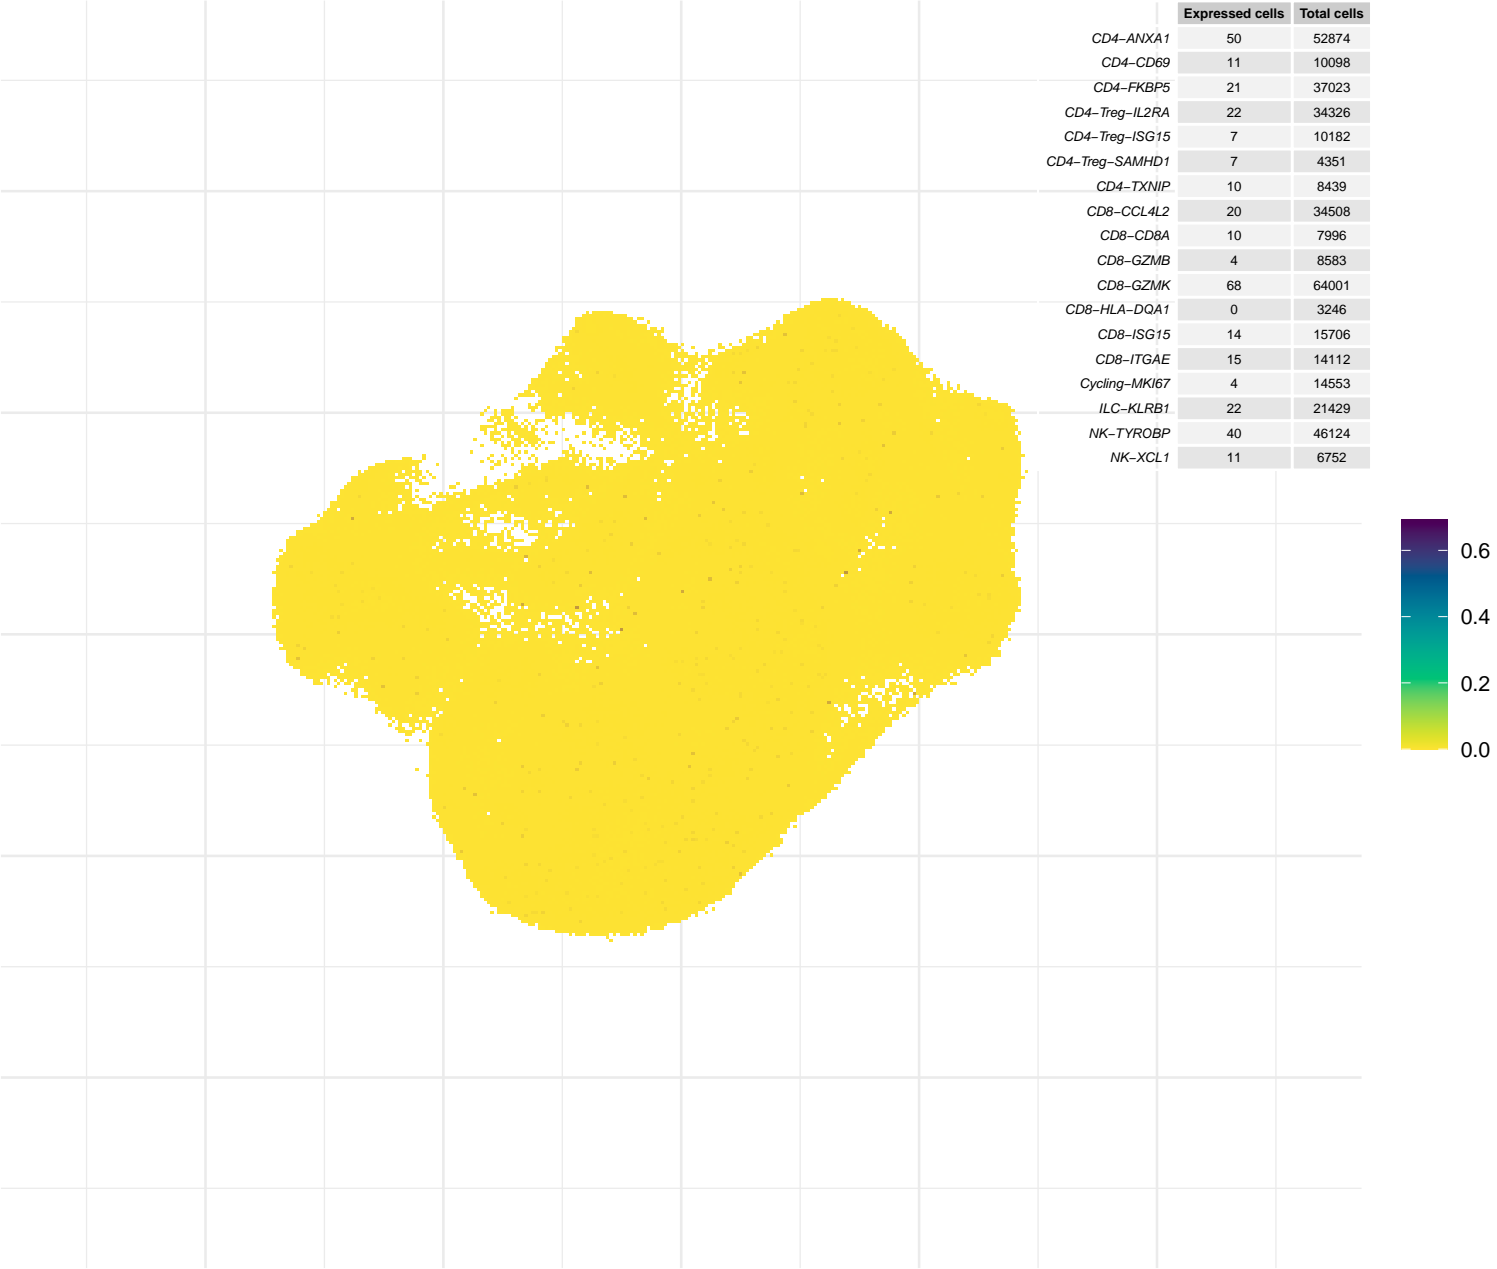 Expressed cells Total cells
CD4−ANXA1 50 52874
CD4−CD69 11 10098
CD4−FKBP5 21 37023
CD4−Treg−IL2RA 22 34326
CD4−Treg−ISG15 7 10182
CD4−Treg−SAMHD1 7 4351
CD4−TXNIP 10 8439
CD8−CCL4L2 20 34508
CD8−CD8A 10 7996
CD8−GZMB 4 8583
CD8−GZMK 68 64001
CD8−HLA−DQA1 0 3246
CD8−ISG15 14 15706
CD8−ITGAE 15 14112
Cycling−MKI67 4 14553
ILC−KLRB1 22 21429
NK−TYROBP 40 46124
NK−XCL1 11 6752
0.6
0.4
0.2
0.0